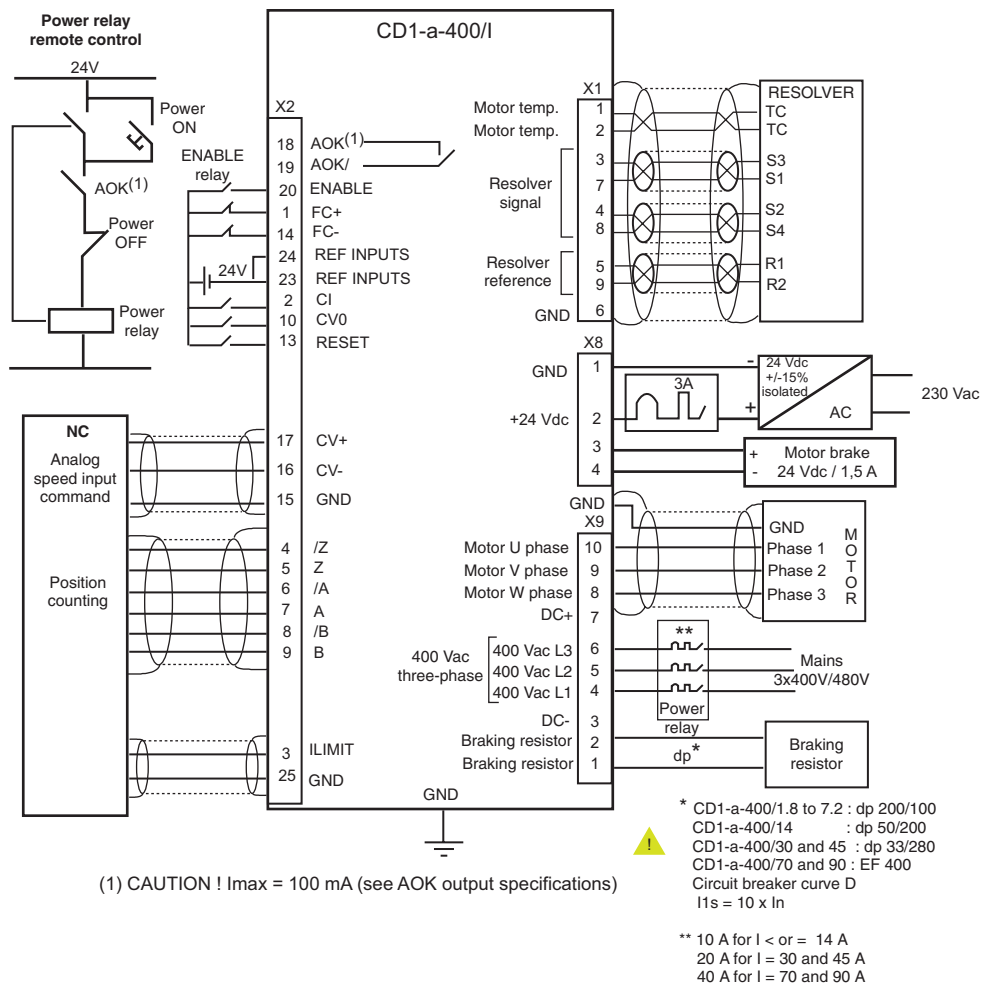 Power relay
remote control
24V
Power
ON
AOK(1)
Power
OFF
Power
relay
CD1-a-400/I
X2
ENABLE
relay
24V
18 AOK(1)
19 AOK/
20 ENABLE
1 FC+
14 FC-
24 REF INPUTS
23 REF INPUTS
2 CI
10 CV0
13 RESET
NC
Analog
speed input
command
17 CV+
16 CV-
15 GND
Position
counting
4 /Z
5 Z
6 /A
7 A
8 /B
9 B
3 ILIMIT
25 GND
X1
Motor temp. 1
Motor temp. 2
Resolver
signal
3
7
4
8
Resolver
reference
5
9
GND 6
RESOLVER
TC
TC
S3
S1
S2
S4
R1
R2
X8
GND 1
+24 Vdc 2
3
4
3A
-
+
24 Vdc
+/-15%
isolated
AC
230 Vac
+ Motor brake
- 24 Vdc / 1,5 A
GND
X9
Motor U phase 10
Motor V phase 9
Motor W phase 8
DC+ 7
400 Vac
three-phase
400 Vac L3 6
400 Vac L2 5
400 Vac L1 4
DC- 3
Braking resistor 2
Braking resistor 1
GND
Phase 1
Phase 2
Phase 3
MOTOR
**
Power
relay
Mains
3x400V/480V
dp*
Braking
resistor
GND
(1) CAUTION ! Imax = 100 mA (see AOK output specifications)
!
* CD1-a-400/1.8 to 7.2 : dp 200/100
CD1-a-400/14 : dp 50/200
CD1-a-400/30 and 45 : dp 33/280
CD1-a-400/70 and 90 : EF 400
Circuit breaker curve D
I1s = 10 x In
** 10 A for I < or = 14 A
20 A for I = 30 and 45 A
40 A for I = 70 and 90 A